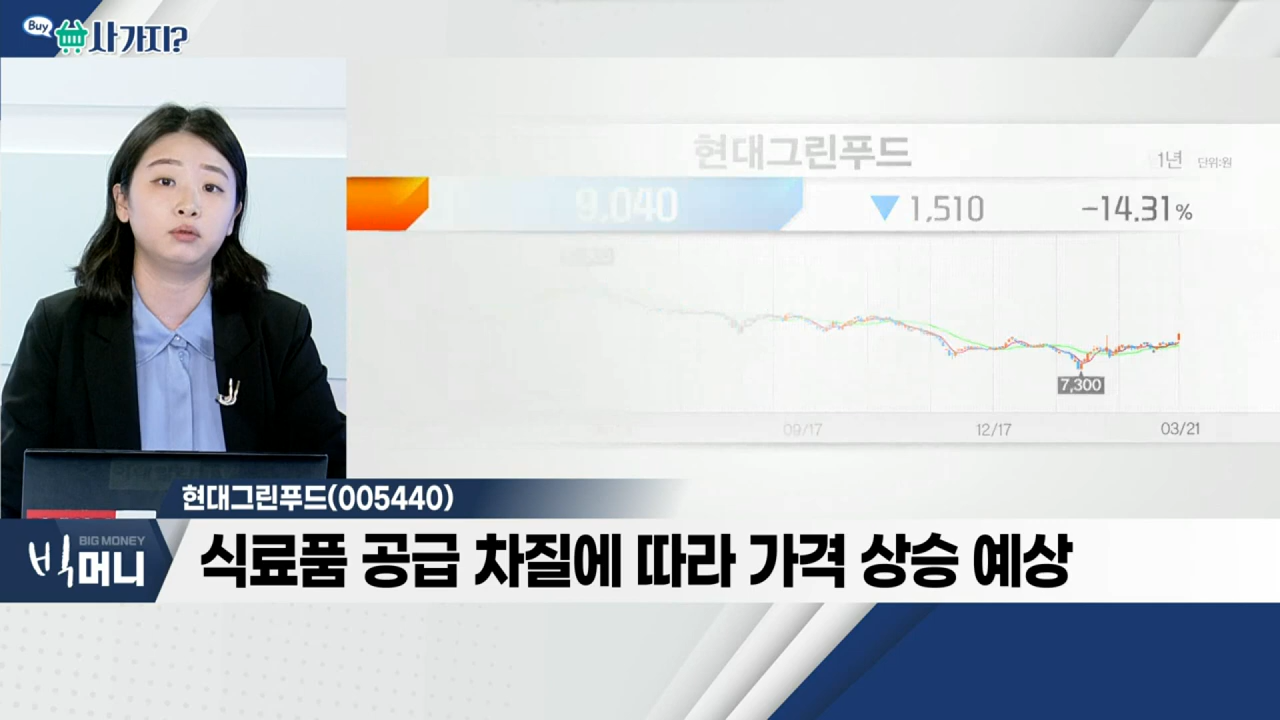 Buy
사가지?
현대그린푸드
1년 단위:원
9,040 ▼1,510 -14.31%
7,300
09/17 12/17 03/21
현대그린푸드(005440)
BIG MONEY
빅머니
식료품 공급 차질에 따라 가격 상승 예상